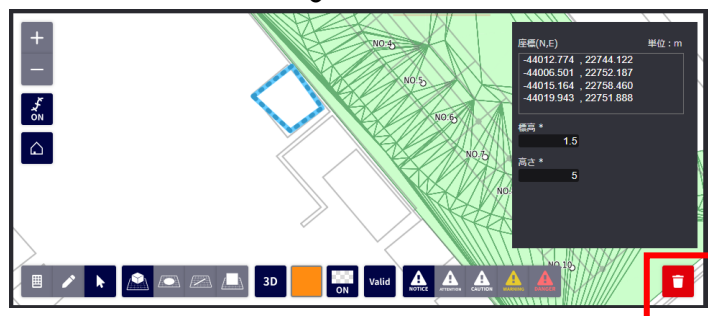 NO.4
NO.5
NO.6
NO.7
NO.
NO.10
+
−
ON
座標(N,E) 単位：m
-44012.774 , 22744.122
-44006.501 , 22752.187
-44015.164 , 22758.460
-44019.943 , 22751.888
標高 *
1.5
高さ *
5
3D
ON
Valid
NOTICE
ATTENTION
CAUTION
WARNING
DANGER